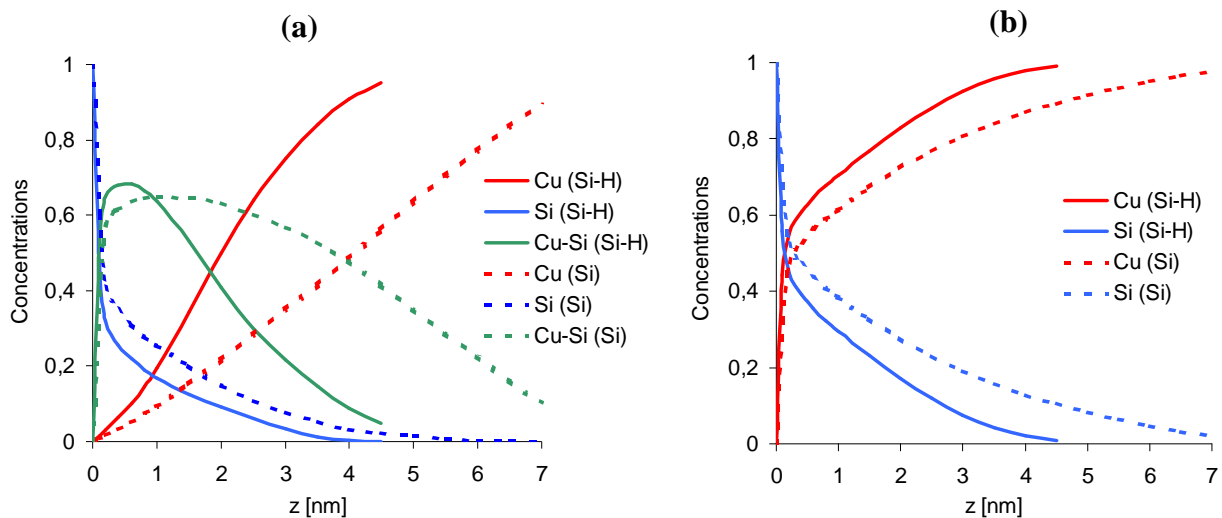 (a)
Concentrations
1
0.8
0.6
0.4
0.2
0
0 1 2 3 4 5 6 7
z [nm]
Cu (Si-H)
Si (Si-H)
Cu-Si (Si-H)
Cu (Si)
Si (Si)
Cu-Si (Si)
(b)
Concentrations
1
0.8
0.6
0.4
0.2
0
0 1 2 3 4 5 6 7
z [nm]
Cu (Si-H)
Si (Si-H)
Cu (Si)
Si (Si)